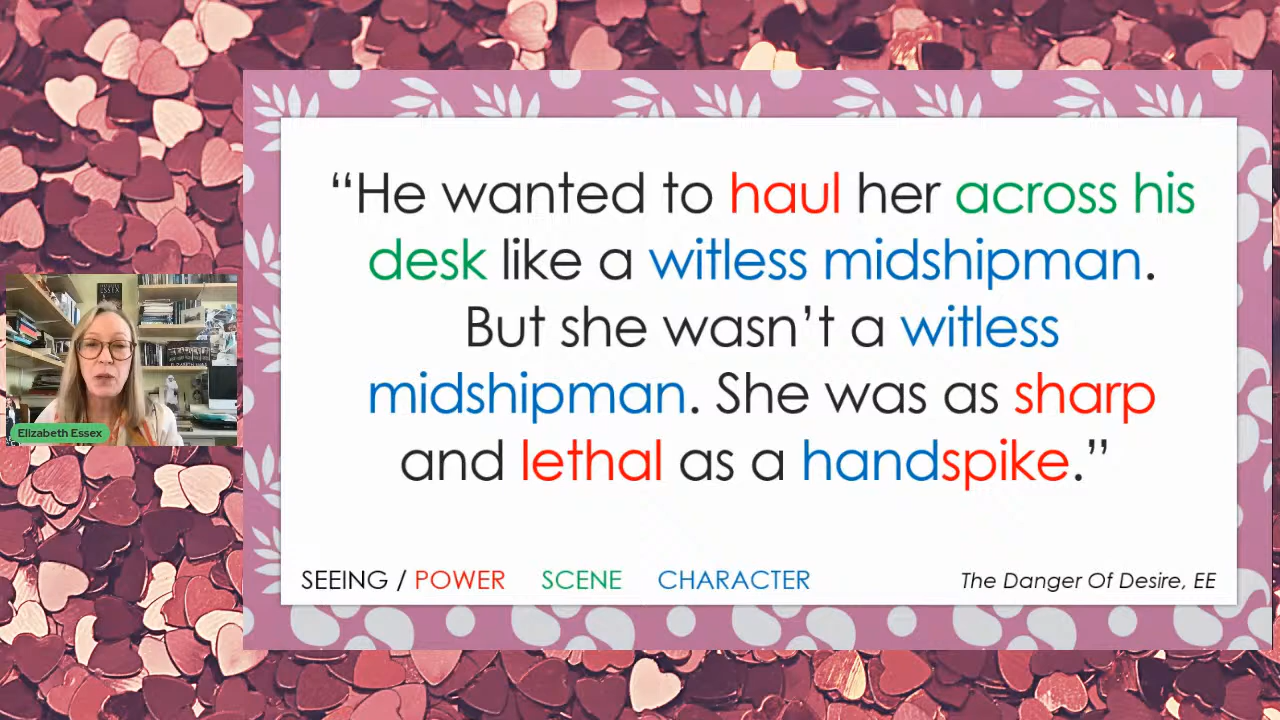 “He wanted to haul her across his
desk like a witless midshipman.
But she wasn’t a witless
midshipman. She was as sharp
and lethal as a handspike.”
SEEING / POWER SCENE CHARACTER
The Danger Of Desire, EE
Elizabeth Essex